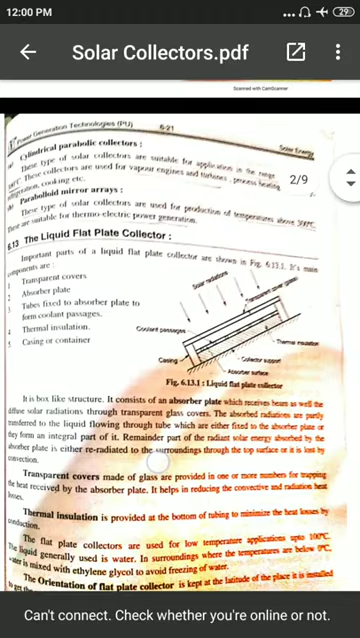 12:00 PM
29
Solar Collectors.pdf
Scanned with CamScanner
Power Generation Technologies (PU) 6-21 Solar Energy
Cylindrical parabolic collectors :
These type of solar collectors are suitable for application in the range
These collectors are used for vapour engines and turbines, process heating,
refrigeration, cooking etc.
2/9
Paraboloid mirror arrays :
These type of solar collectors are used for production of temperatures above 300°C.
These are suitable for thermo-electric power generation.
6.13 The Liquid Flat Plate Collector :
Important parts of a liquid flat plate collector are shown in Fig. 6.13.1. It's main
components are :
1 Transparent covers
2 Absorber plate
3 Tubes fixed to absorber plate to
form coolant passages.
4 Thermal insulation.
5 Casing or container
Solar radiations
Transparent cover (glass)
Coolant passages
Thermal insulation
Casing
Collector support
Absorber surface
Fig. 6.13.1 : Liquid flat plate collector
It is box like structure. It consists of an absorber plate which receives beam as well the
diffuse solar radiations through transparent glass covers. The absorbed radiations are partly
transferred to the liquid flowing through tube which are either fixed to the absorber plate or
they form an integral part of it. Remainder part of the radiant solar energy absorbed by the
absorber plate is either re-radiated to the surroundings through the top surface or it is lost by
convection.
Transparent covers made of glass are provided in one or more numbers for trapping
the heat received by the absorber plate. It helps in reducing the convective and radiation heat
losses.
Thermal insulation is provided at the bottom of tubing to minimize the heat losses by
conduction.
The flat plate collectors are used for low temperature applications upto 100°C.
The liquid generally used is water. In surroundings where the temperatures are below 0°C,
water is mixed with ethylene glycol to avoid freezing of water.
The Orientation of flat plate collector is kept at the latitude of the place it is installed
to get the
Can't connect. Check whether you're online or not.